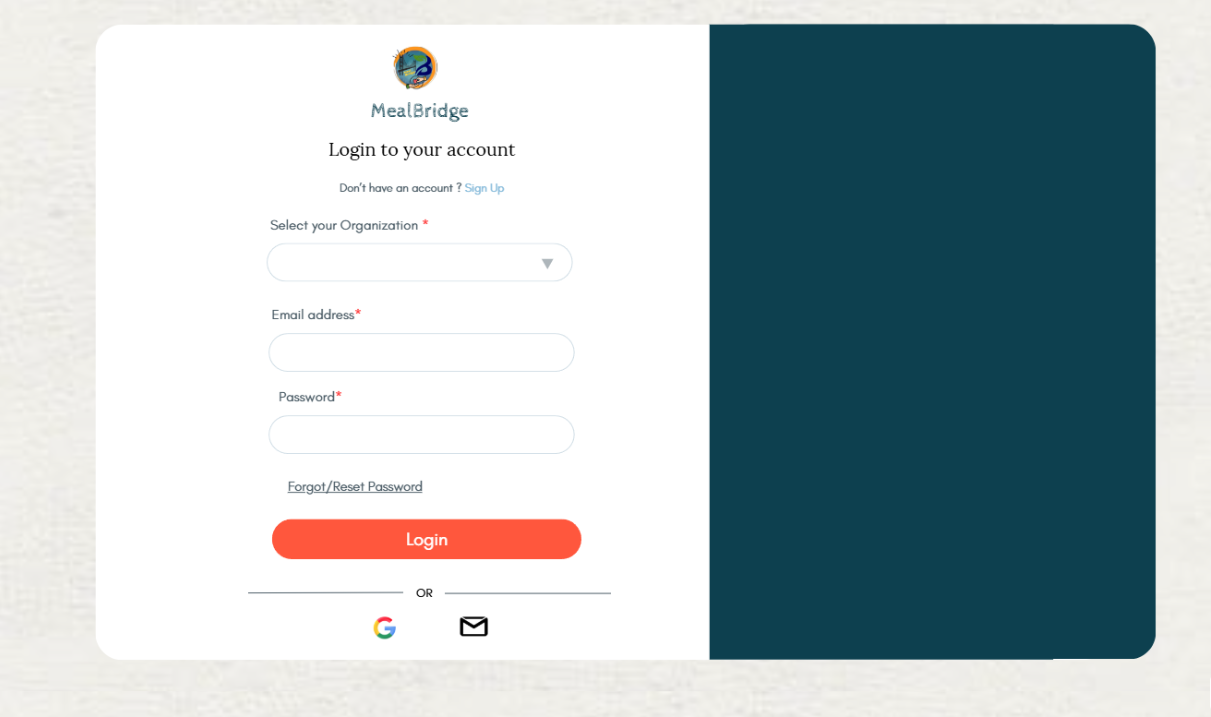 MealBridge
Login to your account
Don't have an account ? Sign Up
Select your Organization *
Email address*
Password*
Forgot/Reset Password
Login
OR